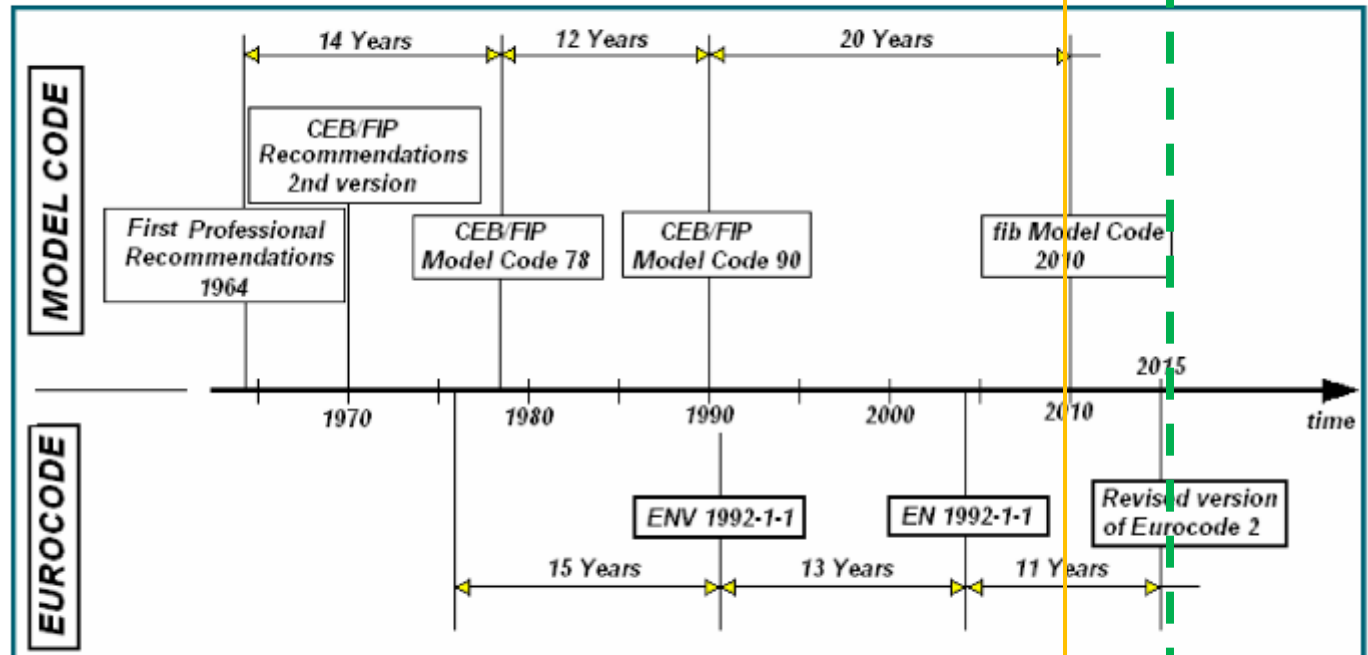 MODEL CODE
14 Years
12 Years
20 Years
CEB/FIP
Recommendations
2nd version
First Professional
Recommendations
1964
CEB/FIP
Model Code 78
CEB/FIP
Model Code 90
fib Model Code
2010
2015
1970
1980
1990
2000
2010
time
EUROCODE
ENV 1992-1-1
EN 1992-1-1
Revised version
of Eurocode 2
15 Years
13 Years
11 Years